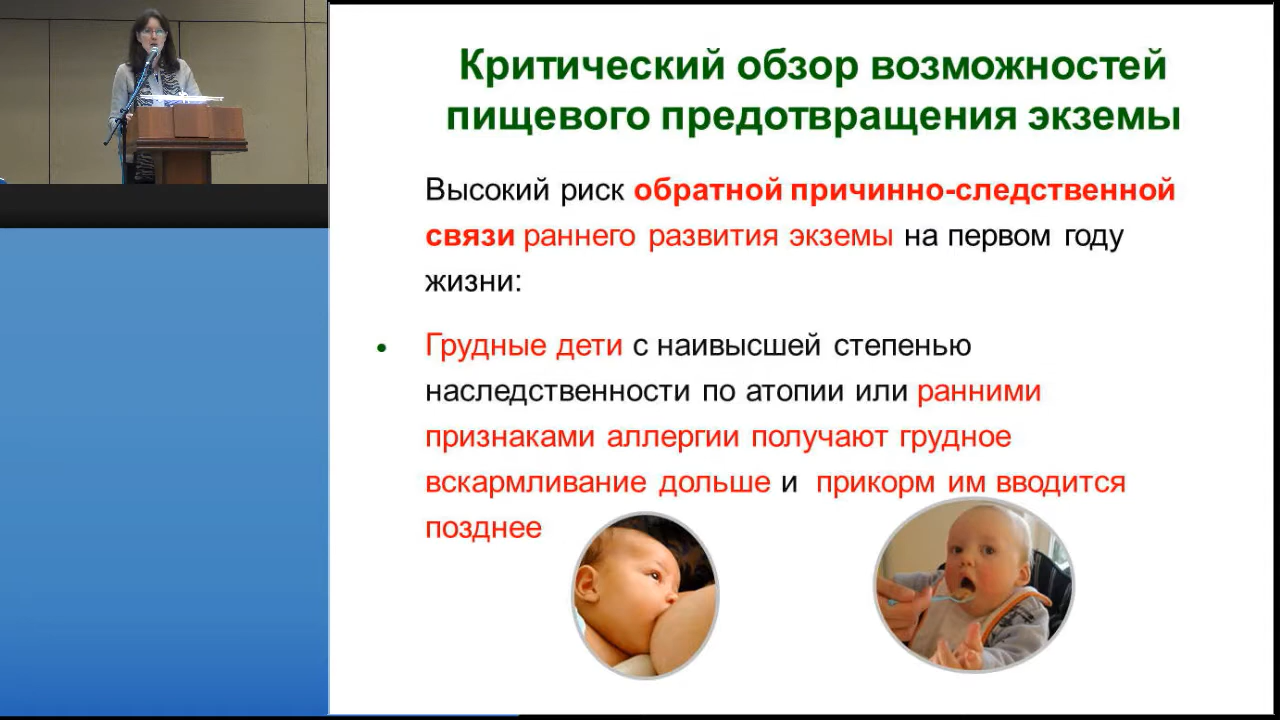 Критический обзор возможностей
пищевого предотвращения экземы
Высокий риск обратной причинно-следственной
связи раннего развития экземы на первом году
жизни:
• Грудные дети с наивысшей степенью
наследственности по атопии или ранними
признаками аллергии получают грудное
вскармливание дольше и прикорм им вводится
позднее